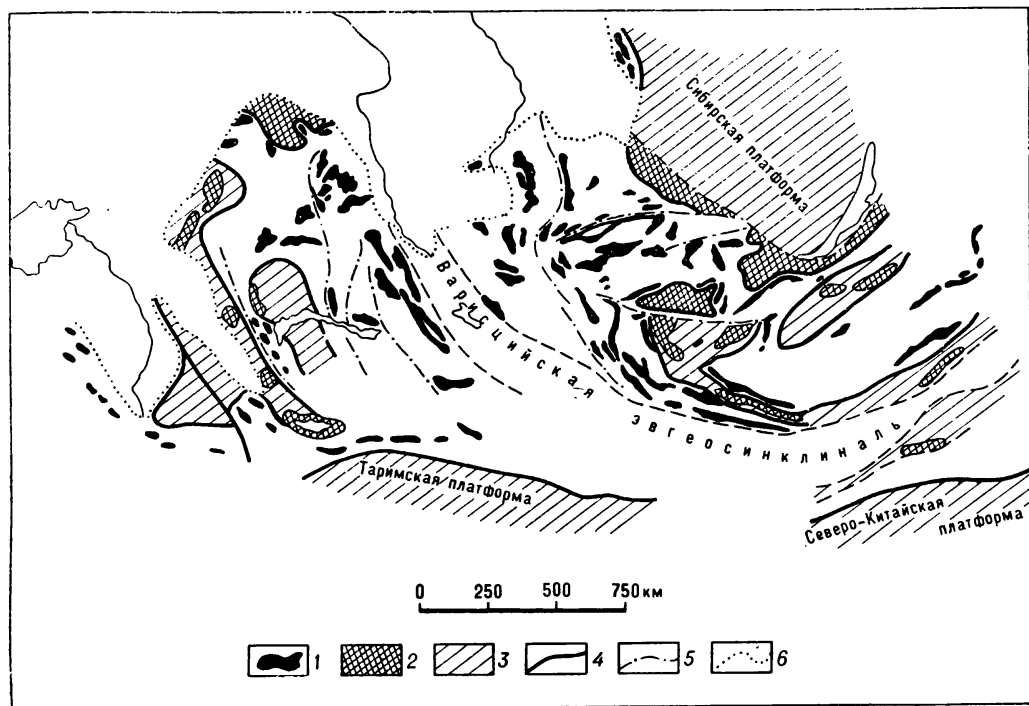 Сибирская платформа
Варисцийская
эвгеосинклиналь
Таримская платформа
Северо-Китайская
платформа
0 250 500 750 км
1 2 3 4 5 6